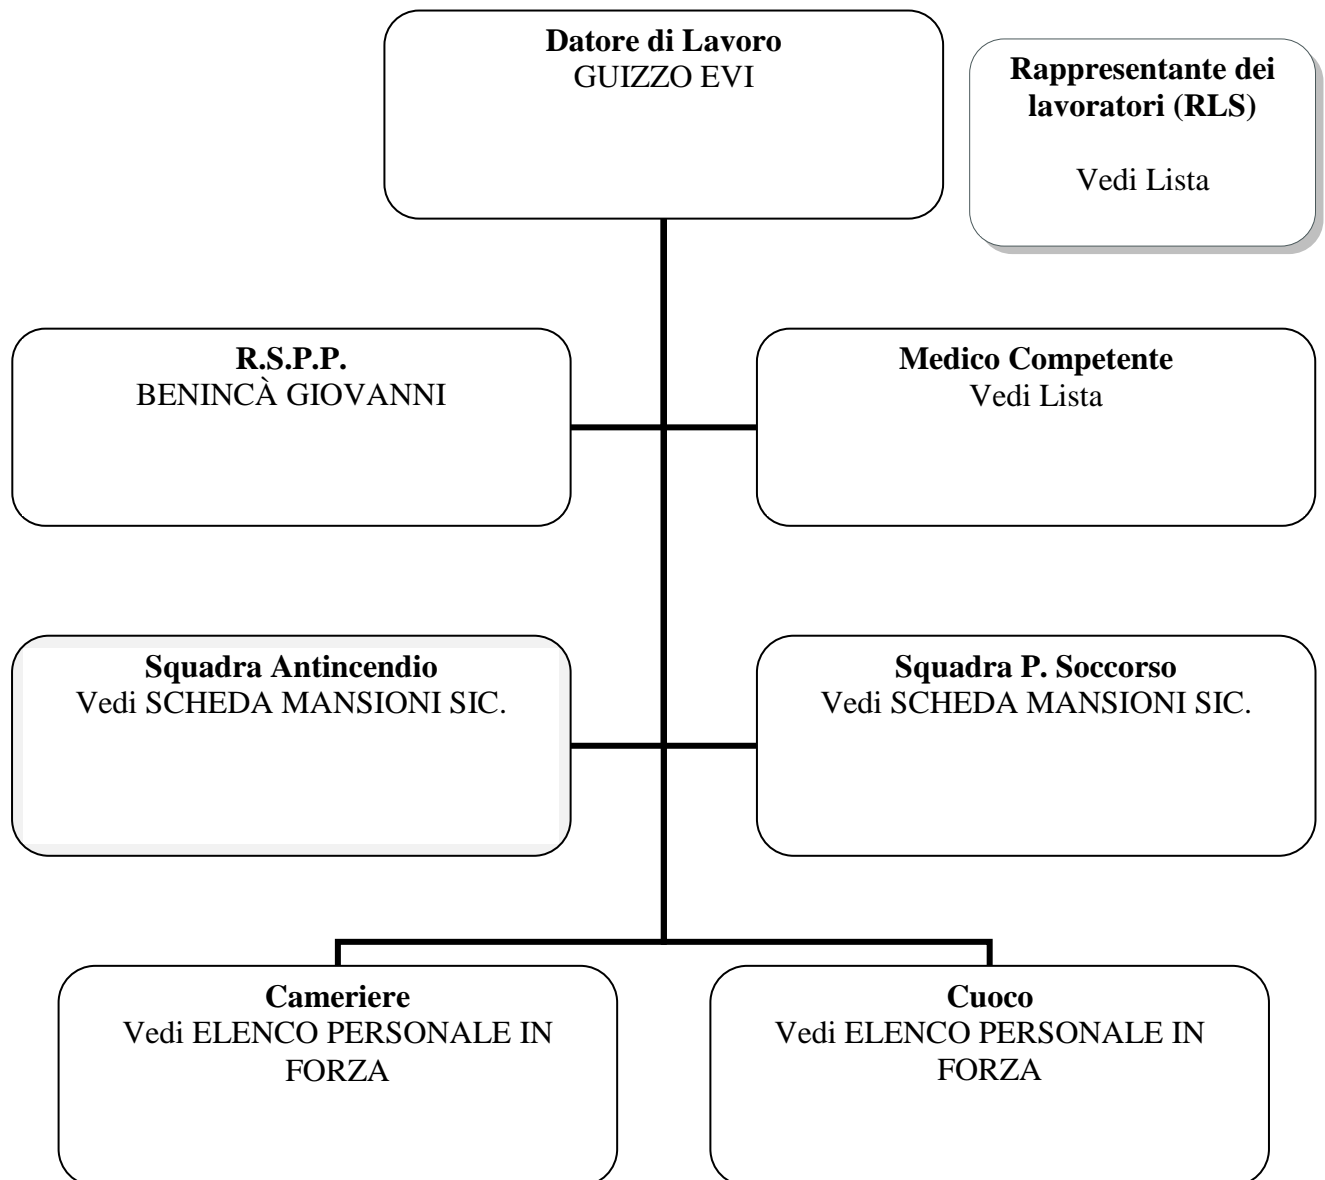 Datore di Lavoro
GUIZZO EVI
Rappresentante dei
lavoratori (RLS)
Vedi Lista
R.S.P.P.
BENINCÀ GIOVANNI
Medico Competente
Vedi Lista
Squadra Antincendio
Vedi SCHEDA MANSIONI SIC.
Squadra P. Soccorso
Vedi SCHEDA MANSIONI SIC.
Cameriere
Vedi ELENCO PERSONALE IN
FORZA
Cuoco
Vedi ELENCO PERSONALE IN
FORZA